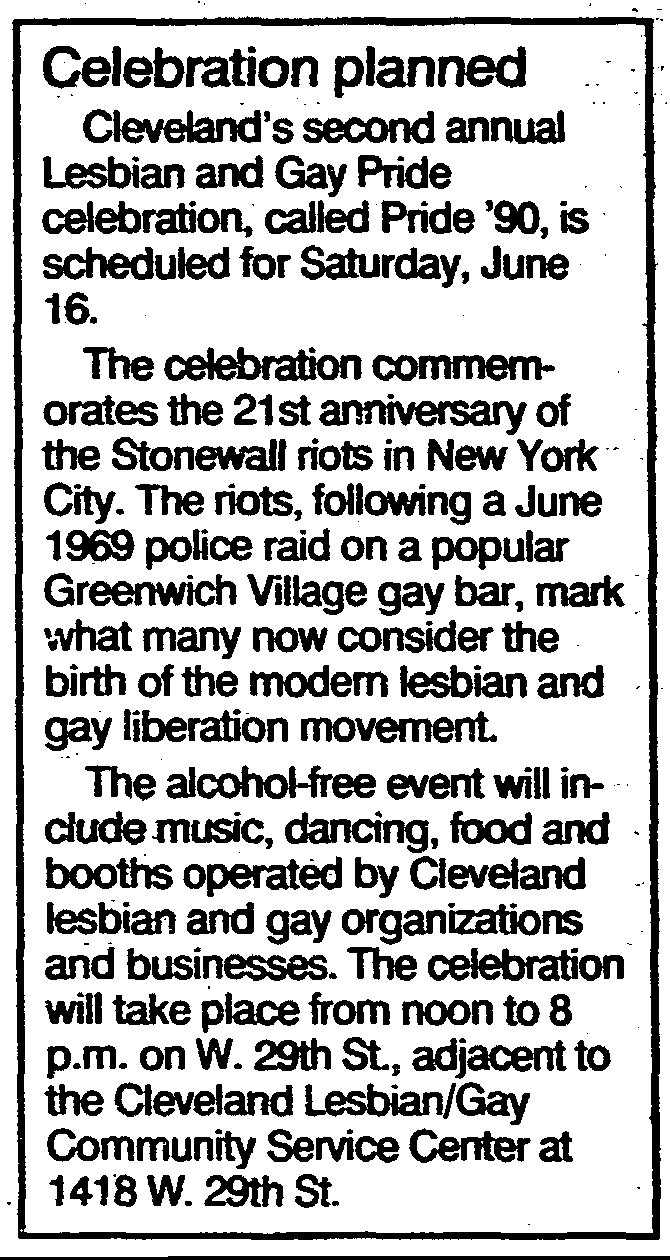 Celebration planned
Cleveland's second annual
Lesbian and Gay Pride
celebration, called Pride '90, is
scheduled for Saturday, June
16.
The celebration commem-
orates the 21st anniversary of
the Stonewall riots in New York
City. The riots, following a June
1969 police raid on a popular
Greenwich Village gay bar, mark
what many now consider the
birth of the modern lesbian and
gay liberation movement.
The alcohol-free event will in-
clude music, dancing, food and
booths operated by Cleveland
lesbian and gay organizations
and businesses. The celebration
will take place from noon to 8
p.m. on W. 29th St., adjacent to
the Cleveland Lesbian/Gay
Community Service Center at
1418 W. 29th St.